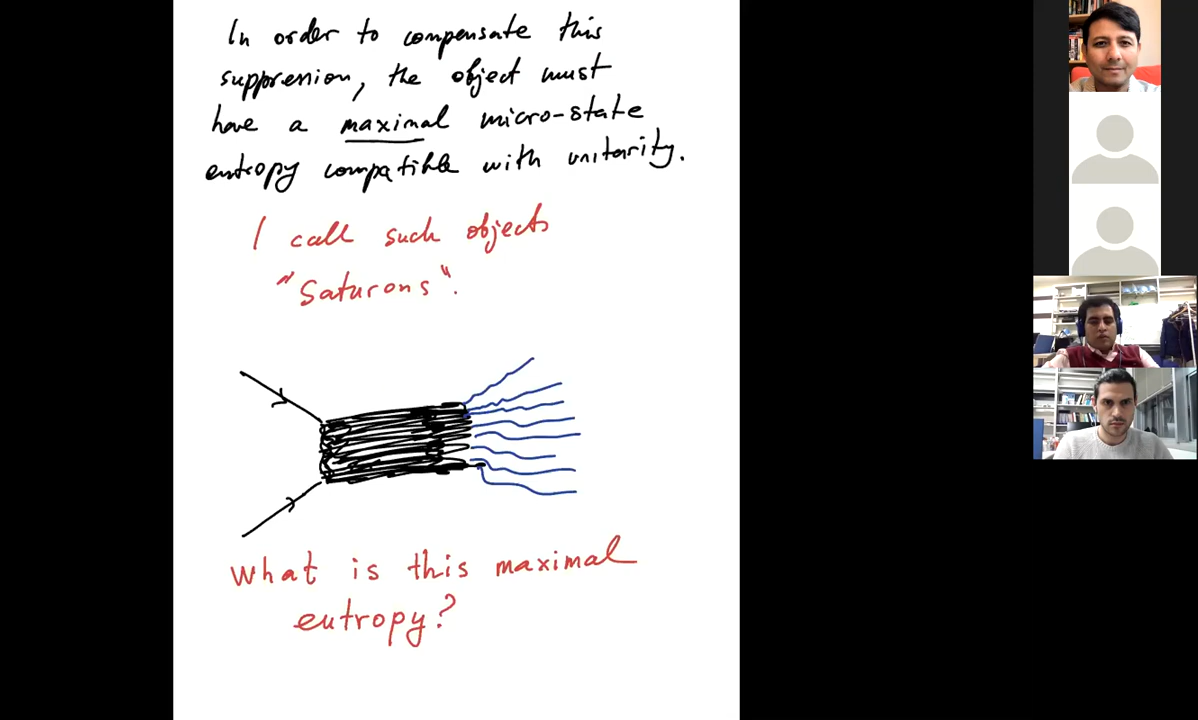 In order to compensate this
suppression, the object must
have a maximal micro-state
entropy compatible with unitarity.
I call such objects
"Saturons".
What is this maximal
entropy?